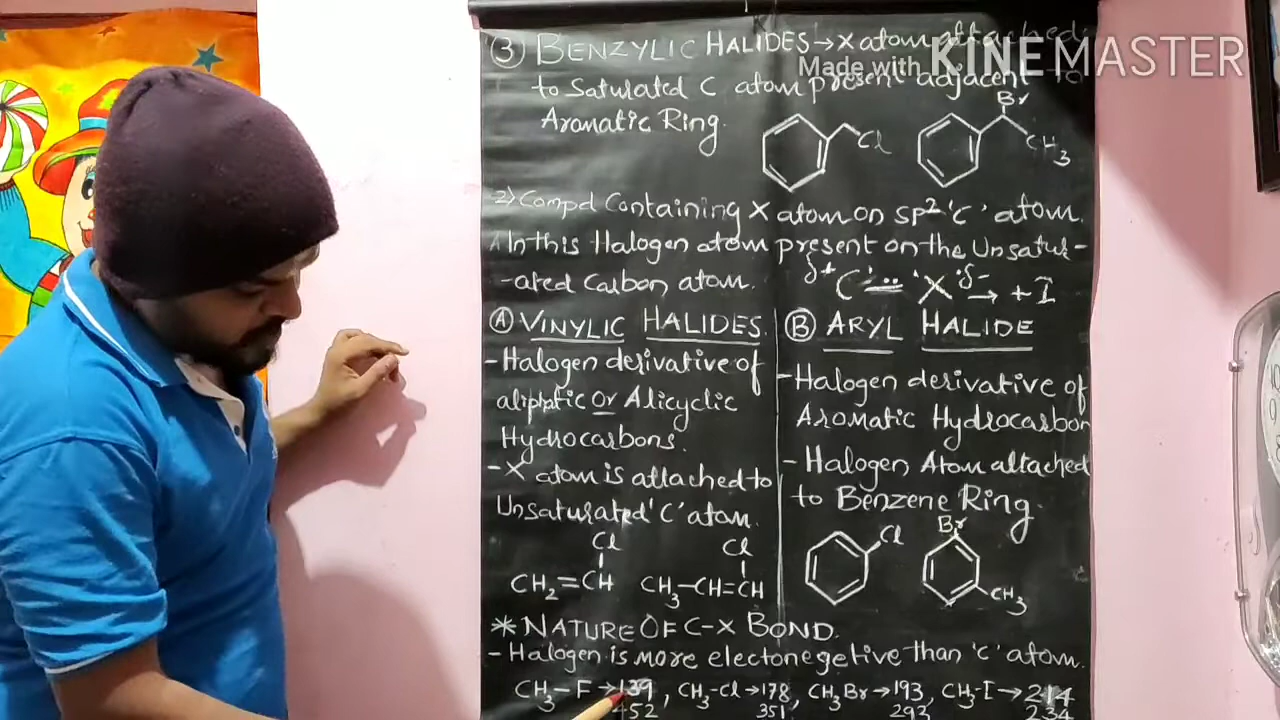 ③ BENZYLIC HALIDES → X atom attached
Made with KINEMASTER
to Saturated C atom present adjacent to
Aromatic Ring.
Cl
Br
CH3
2) Compd Containing X atom on sp² 'C' atom.
In this Halogen atom present on the Unsatur-
-ated Carbon atom.
δ+ C X δ- → +I
Ⓐ VINYLIC HALIDES.
- Halogen derivative of
aliphatic or Alicyclic
Hydrocarbons.
- X atom is attached to
Unsaturated 'C' atom.
Cl Cl
CH2=CH CH3-CH=CH
Ⓑ ARYL HALIDE
- Halogen derivative of
Aromatic Hydrocarbon
- Halogen Atom attached
to Benzene Ring.
Cl
Br
CH3
* NATURE OF C-X BOND.
- Halogen is more electonegetive than 'C' atom.
CH3-F → 139, CH3-Cl → 178, CH3Br → 193, CH3-I → 214
452 351 293 234